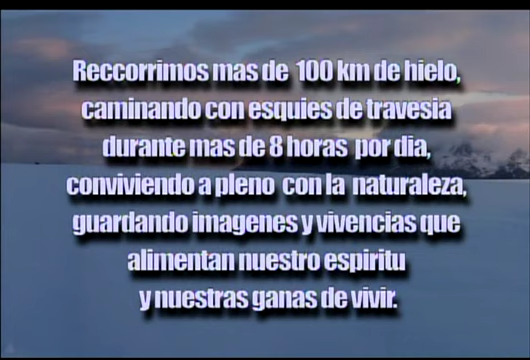 Reccorrimos mas de 100 km de hielo,
caminando con esquies de travesia
durante mas de 8 horas por dia,
conviviendo a pleno con la naturaleza,
guardando imagenes y vivencias que
alimentan nuestro espiritu
y nuestras ganas de vivir.